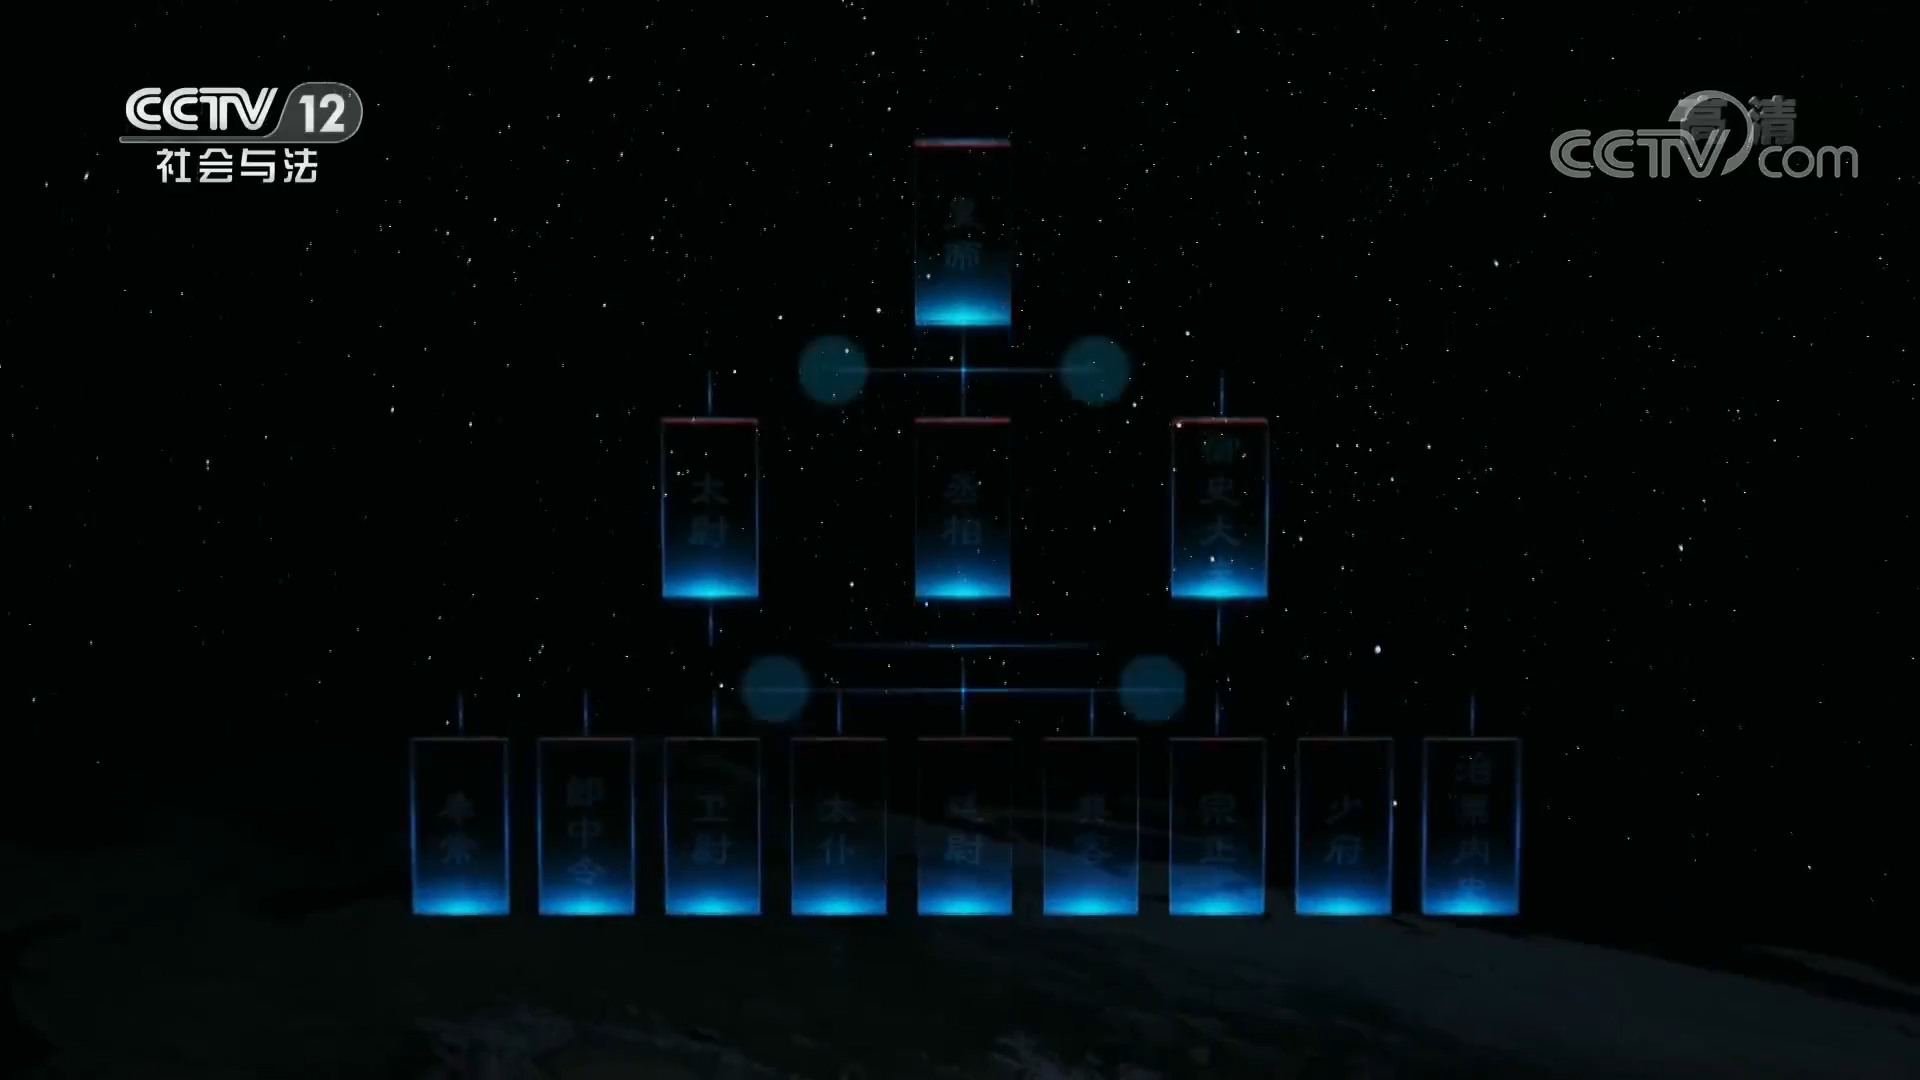 CCTV 12
社会与法
高清
CCTV.com
皇帝
太尉
丞相
御史大夫
奉常
郎中令
卫尉
太仆
廷尉
典客
宗正
少府
治粟内史